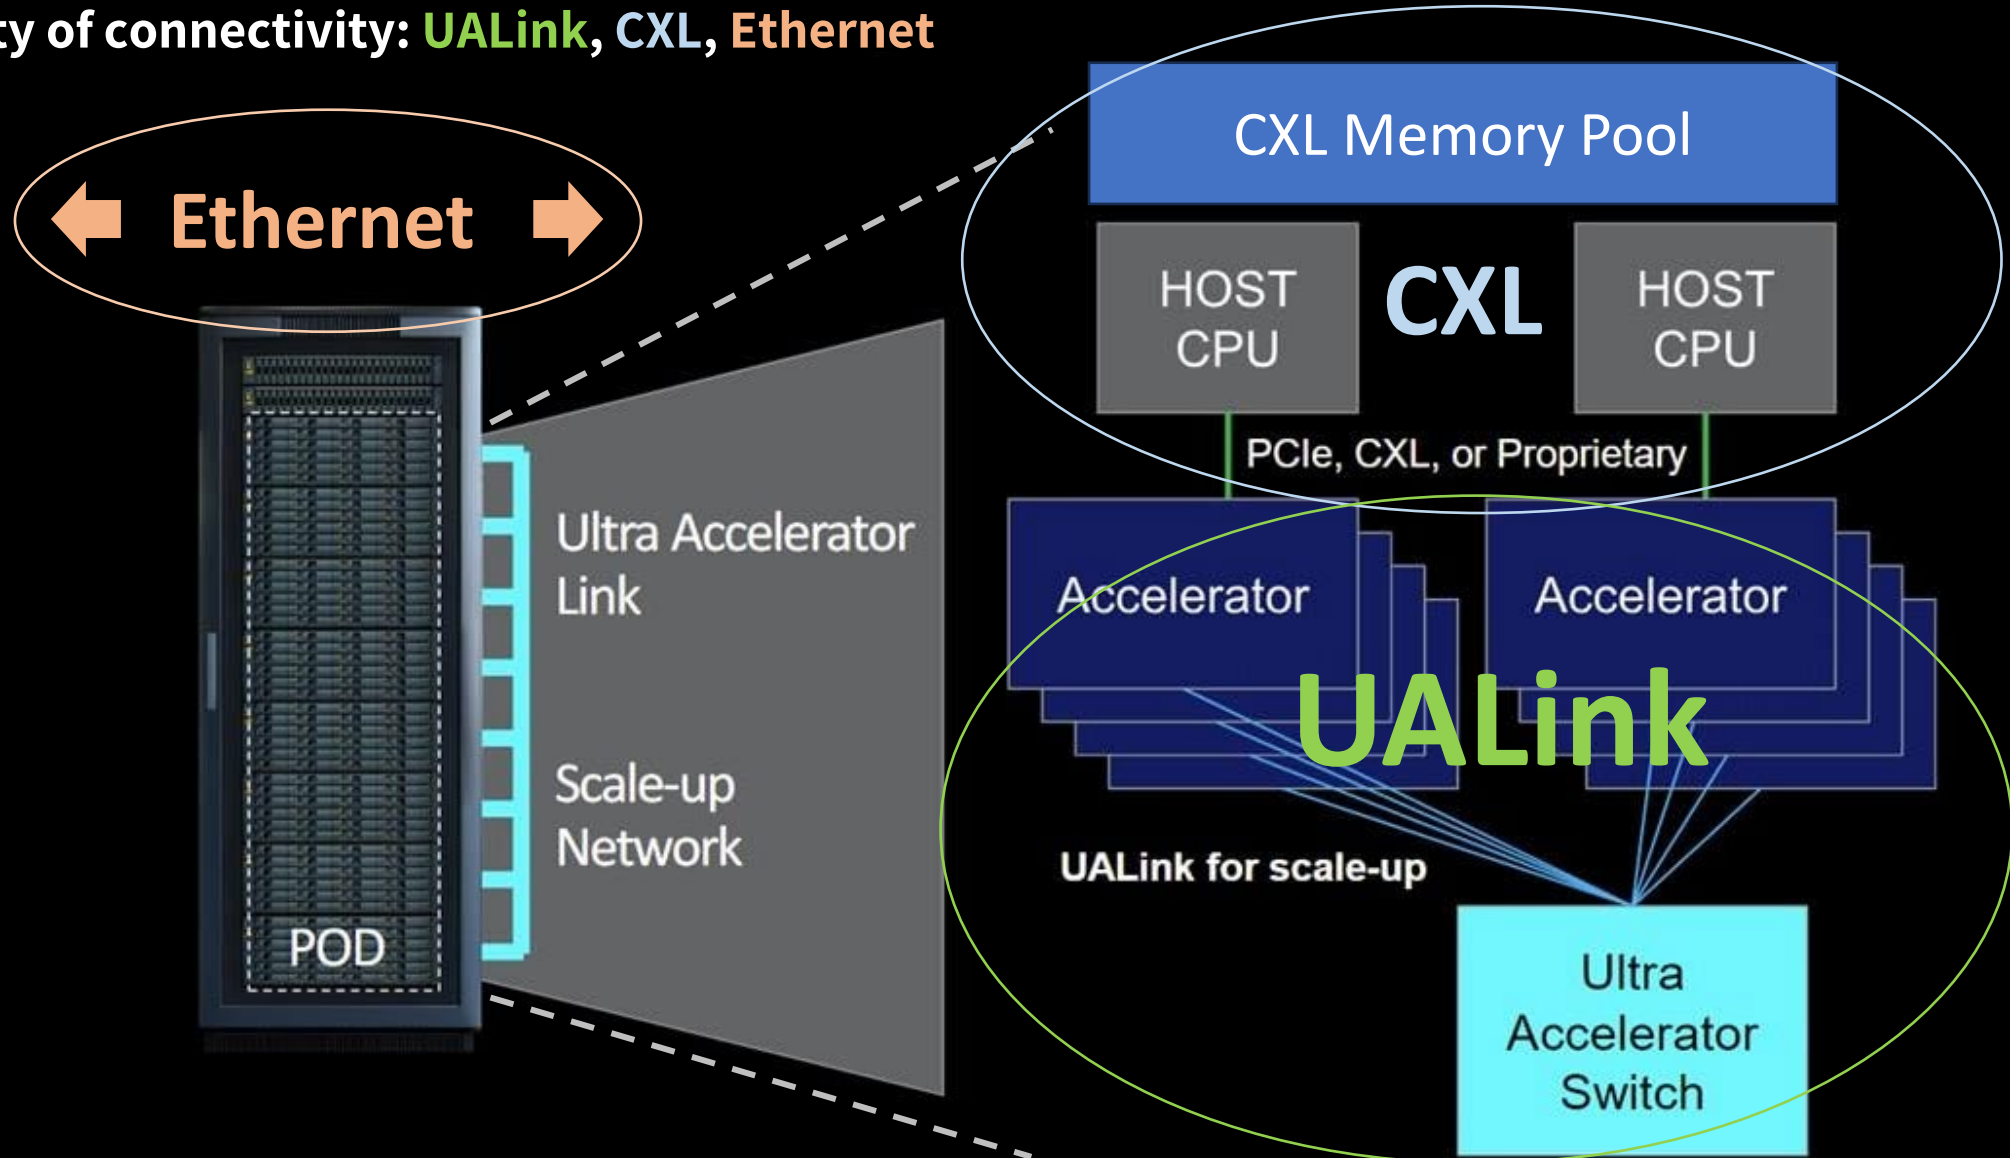 of connectivity: UALink, CXL, Ethernet
Ethernet
POD
Ultra Accelerator
Link
Scale-up
Network
CXL Memory Pool
HOST
CPU
CXL
HOST
CPU
PCIe, CXL, or Proprietary
Accelerator
Accelerator
UALink
UALink for scale-up
Ultra
Accelerator
Switch